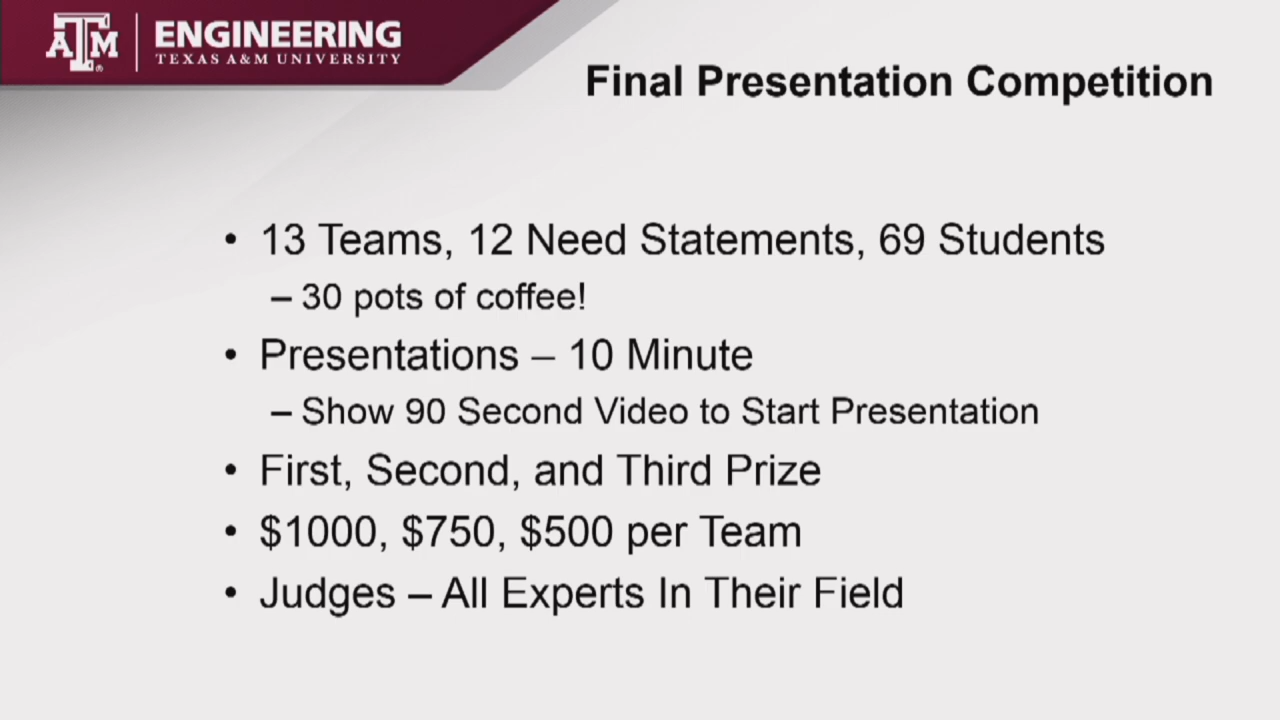 ATM ENGINEERING
TEXAS A&M UNIVERSITY
Final Presentation Competition
• 13 Teams, 12 Need Statements, 69 Students
– 30 pots of coffee!
• Presentations – 10 Minute
– Show 90 Second Video to Start Presentation
• First, Second, and Third Prize
• $1000, $750, $500 per Team
• Judges – All Experts In Their Field